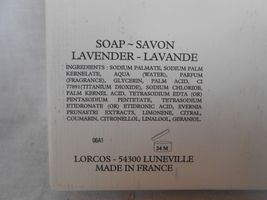 SOAP ~ SAVON
LAVENDER - LAVANDE
INGREDIENTS : SODIUM PALMATE, SODIUM PALM
KERNELATE, AQUA (WATER), PARFUM
(FRAGRANCE), GLYCERIN, PALM ACID, CI
77891(TITANIUM DIOXIDE), SODIUM CHLORIDE,
PALM KERNEL ACID, TETRASODIUM EDTA (OR)
PENTASODIUM PENTETATE, TETRASODIUM
ETIDRONATE (OR) ETIDRONIC ACID, EVERNIA
PRUNASTRI EXTRACTS, LIMONENE, CITRAL,
COUMARIN, CITRONELLOL, LINALOOL, GERANIOL.
06A1
24 M
LORCOS - 54300 LUNEVILLE
MADE IN FRANCE